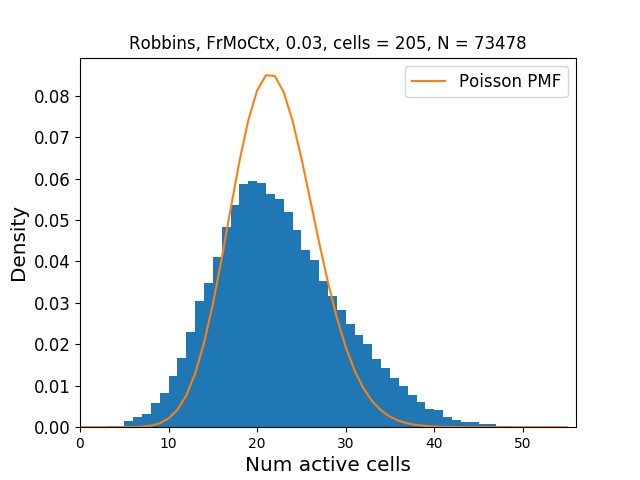 Robbins, FrMoCtx, 0.03, cells = 205, N = 73478
Poisson PMF
0.08
0.07
0.06
0.05
0.04
0.03
0.02
0.01
0.00
Density
0 10 20 30 40 50
Num active cells